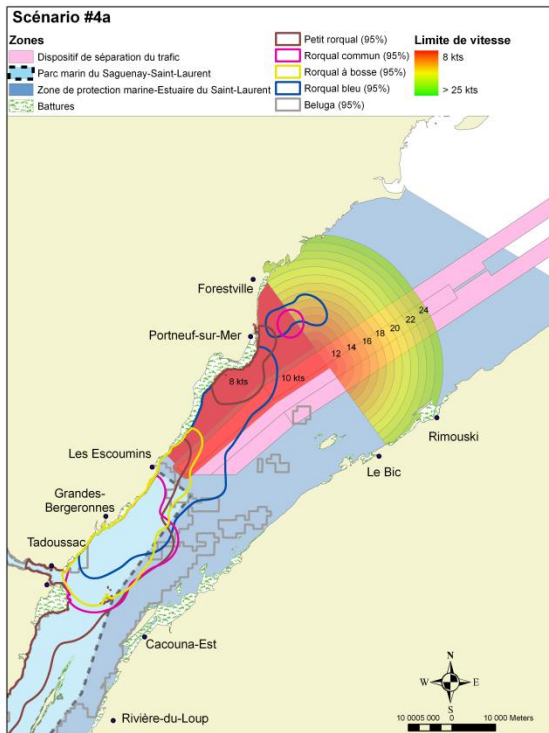 Scénario #4a
Zones
Dispositif de séparation du trafic
Parc marin du Saguenay-Saint-Laurent
Zone de protection marine-Estuaire du Saint-Laurent
Battures
Petit rorqual (95%)
Rorqual commun (95%)
Rorqual à bosse (95%)
Rorqual bleu (95%)
Beluga (95%)
Limite de vitesse
8 kts
> 25 kts
Forestville
Portneuf-sur-Mer
24
22
20
18
16
14
12
10 kts
8 kts
Rimouski
Le Bic
Les Escoumins
Grandes-
Bergeronnes
Tadoussac
Cacouna-Est
Rivière-du-Loup
N
W
E
S
10 0005 000 0 10 000 Meters